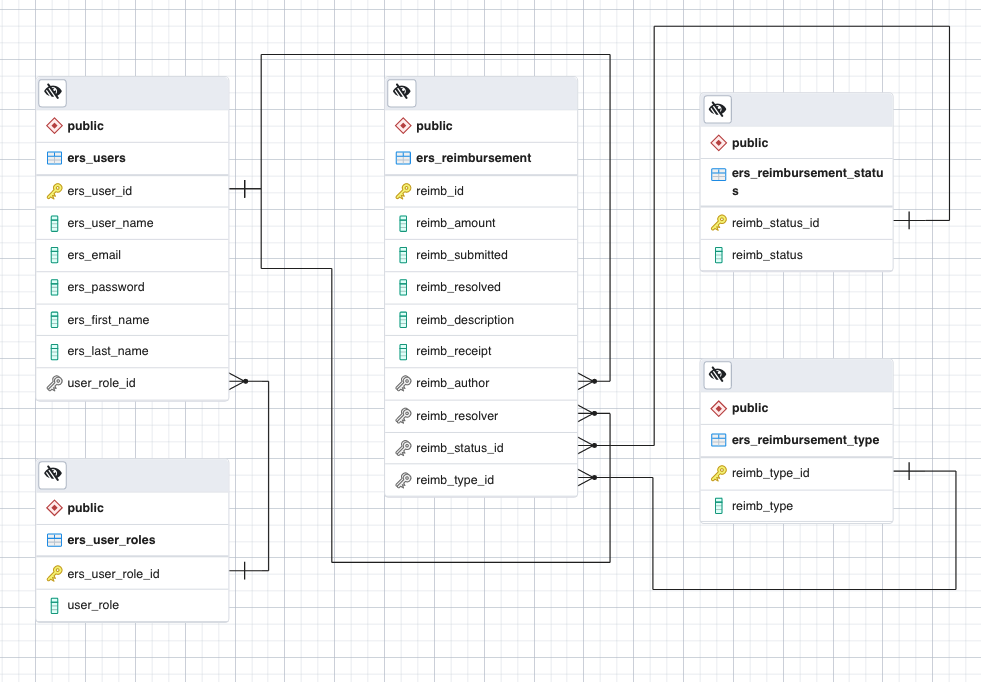 public
ers_users
ers_user_id
ers_user_name
ers_email
ers_password
ers_first_name
ers_last_name
user_role_id
public
ers_user_roles
ers_user_role_id
user_role
public
ers_reimbursement
reimb_id
reimb_amount
reimb_submitted
reimb_resolved
reimb_description
reimb_receipt
reimb_author
reimb_resolver
reimb_status_id
reimb_type_id
public
ers_reimbursement_statu
s
reimb_status_id
reimb_status
public
ers_reimbursement_type
reimb_type_id
reimb_type